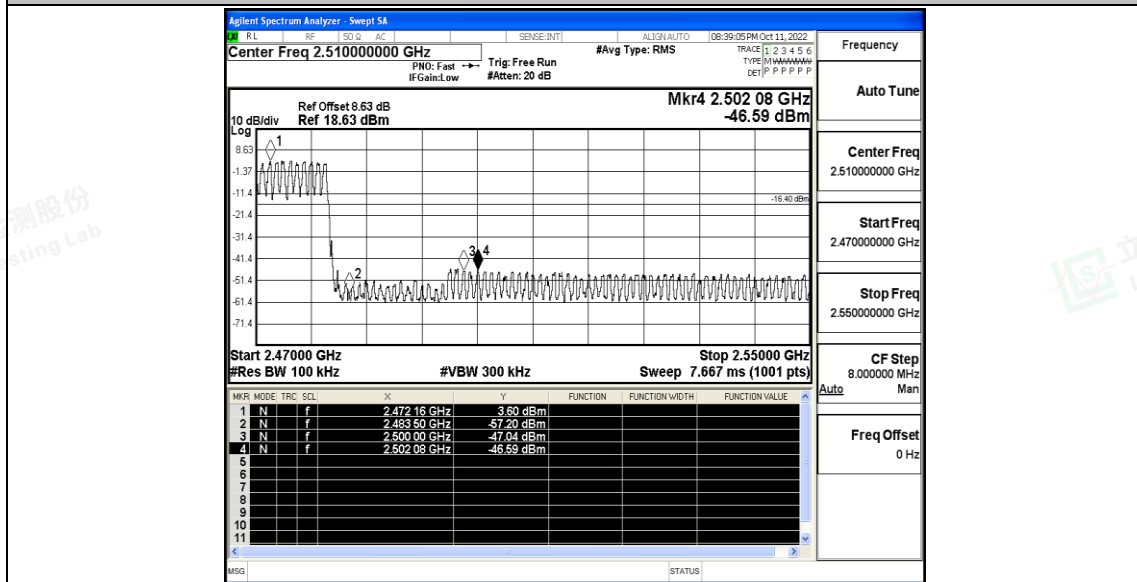 Agilent Spectrum Analyzer - Swept SA
RL RF 50 Ω AC SENSE:INT ALIGN AUTO 08:39:05 PM Oct 11, 2022
Center Freq 2.510000000 GHz
PNO: Fast
IFGain:Low
Trig: Free Run
#Atten: 20 dB
#Avg Type: RMS
TRACE 1 2 3 4 5 6
TYPE M
DET P P P P P P
Ref Offset 8.63 dB
10 dB/div Ref 18.63 dBm
Log
Mkr4 2.502 08 GHz
-46.59 dBm
8.63
-1.37
-11.4
-21.4
-31.4
-41.4
-51.4
-61.4
-71.4
1
2
3
4
-16.40 dBm
Start 2.47000 GHz Stop 2.55000 GHz
#Res BW 100 kHz #VBW 300 kHz Sweep 7.667 ms (1001 pts)
MKR MODE TRC SCL X Y FUNCTION FUNCTION WIDTH FUNCTION VALUE
1 N f 2.472 16 GHz 3.60 dBm
2 N f 2.483 50 GHz -57.20 dBm
3 N f 2.500 00 GHz -47.04 dBm
4 N f 2.502 08 GHz -46.59 dBm
5
6
7
8
9
10
11
MSG STATUS
Frequency
Auto Tune
Center Freq
2.510000000 GHz
Start Freq
2.470000000 GHz
Stop Freq
2.550000000 GHz
CF Step
8.000000 MHz
Auto Man
Freq Offset
0 Hz
测股份
esting Lab